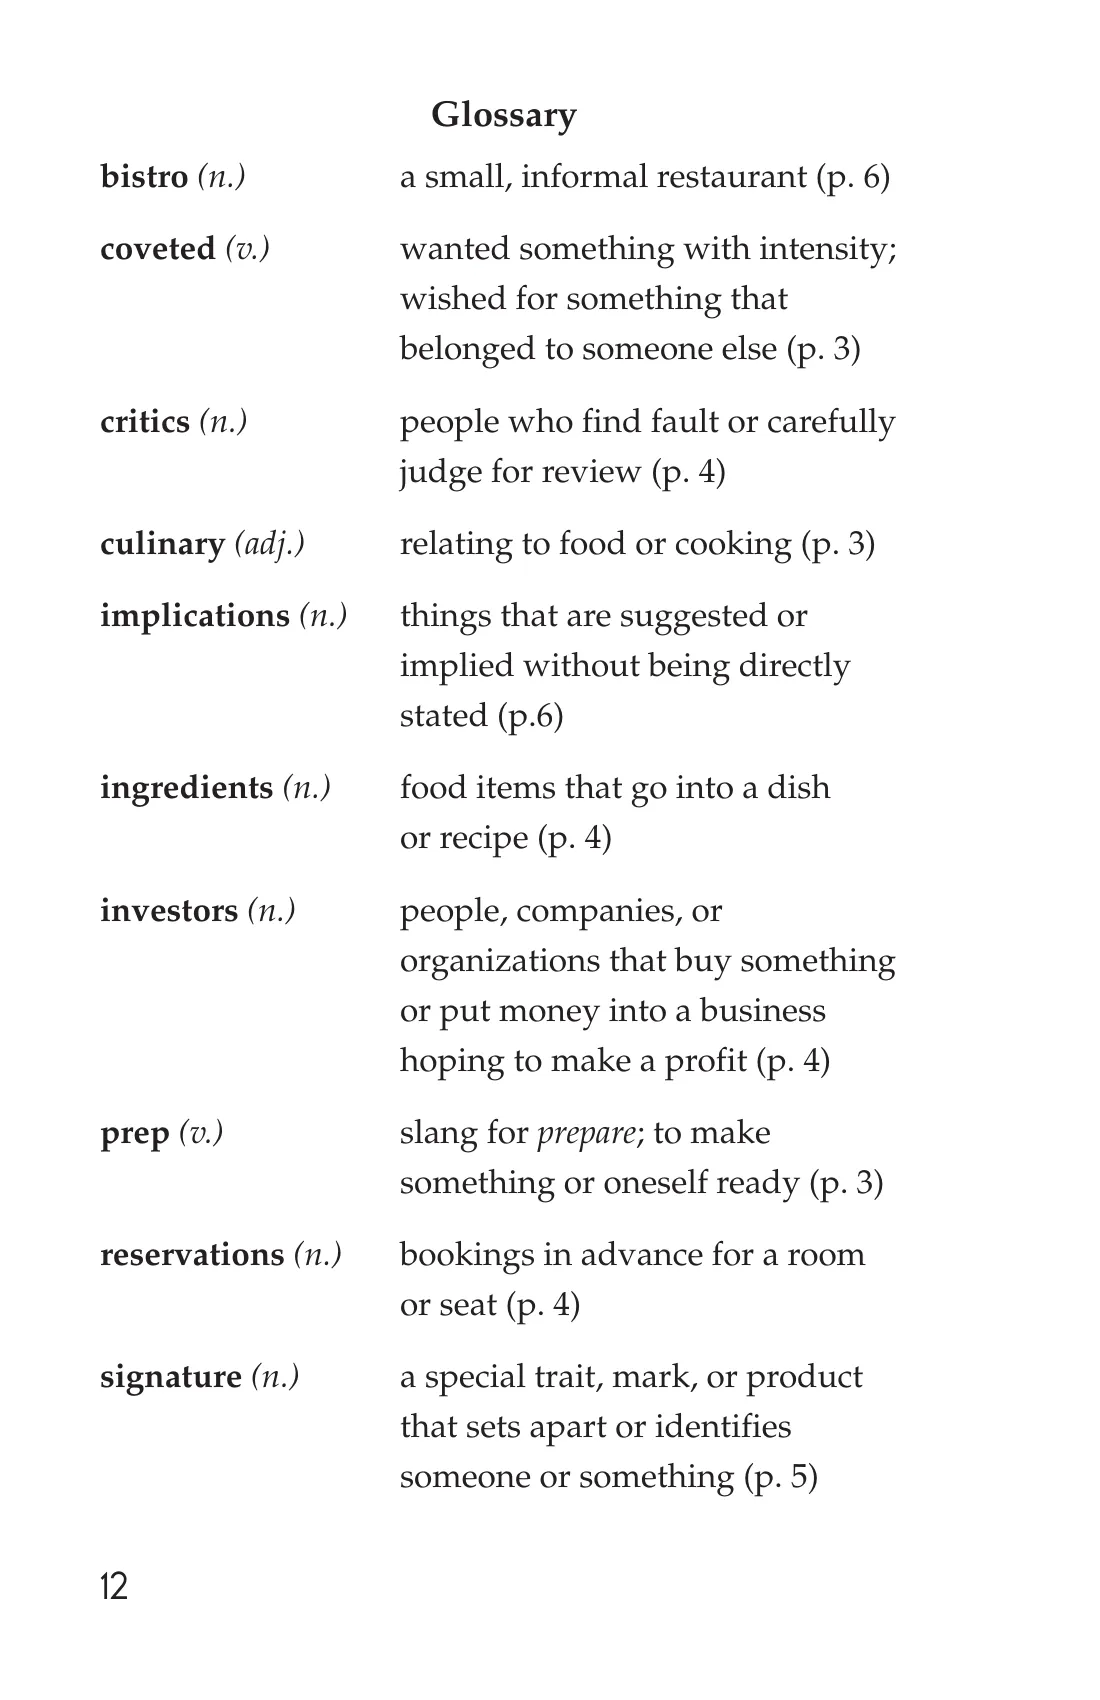 Glossary
bistro (n.) a small, informal restaurant (p. 6)
coveted (v.) wanted something with intensity;
wished for something that
belonged to someone else (p. 3)
critics (n.) people who find fault or carefully
judge for review (p. 4)
culinary (adj.) relating to food or cooking (p. 3)
implications (n.) things that are suggested or
implied without being directly
stated (p.6)
ingredients (n.) food items that go into a dish
or recipe (p. 4)
investors (n.) people, companies, or
organizations that buy something
or put money into a business
hoping to make a profit (p. 4)
prep (v.) slang for prepare; to make
something or oneself ready (p. 3)
reservations (n.) bookings in advance for a room
or seat (p. 4)
signature (n.) a special trait, mark, or product
that sets apart or identifies
someone or something (p. 5)
12